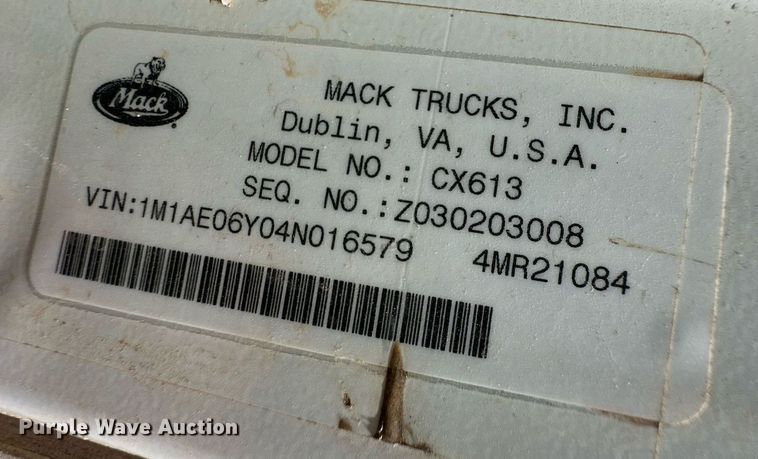 Mack
MACK TRUCKS, INC.
Dublin, VA, U.S.A.
MODEL NO.: CX613
SEQ. NO.:Z030203008
VIN:1M1AE06Y04N016579 4MR21084
Purple Wave Auction